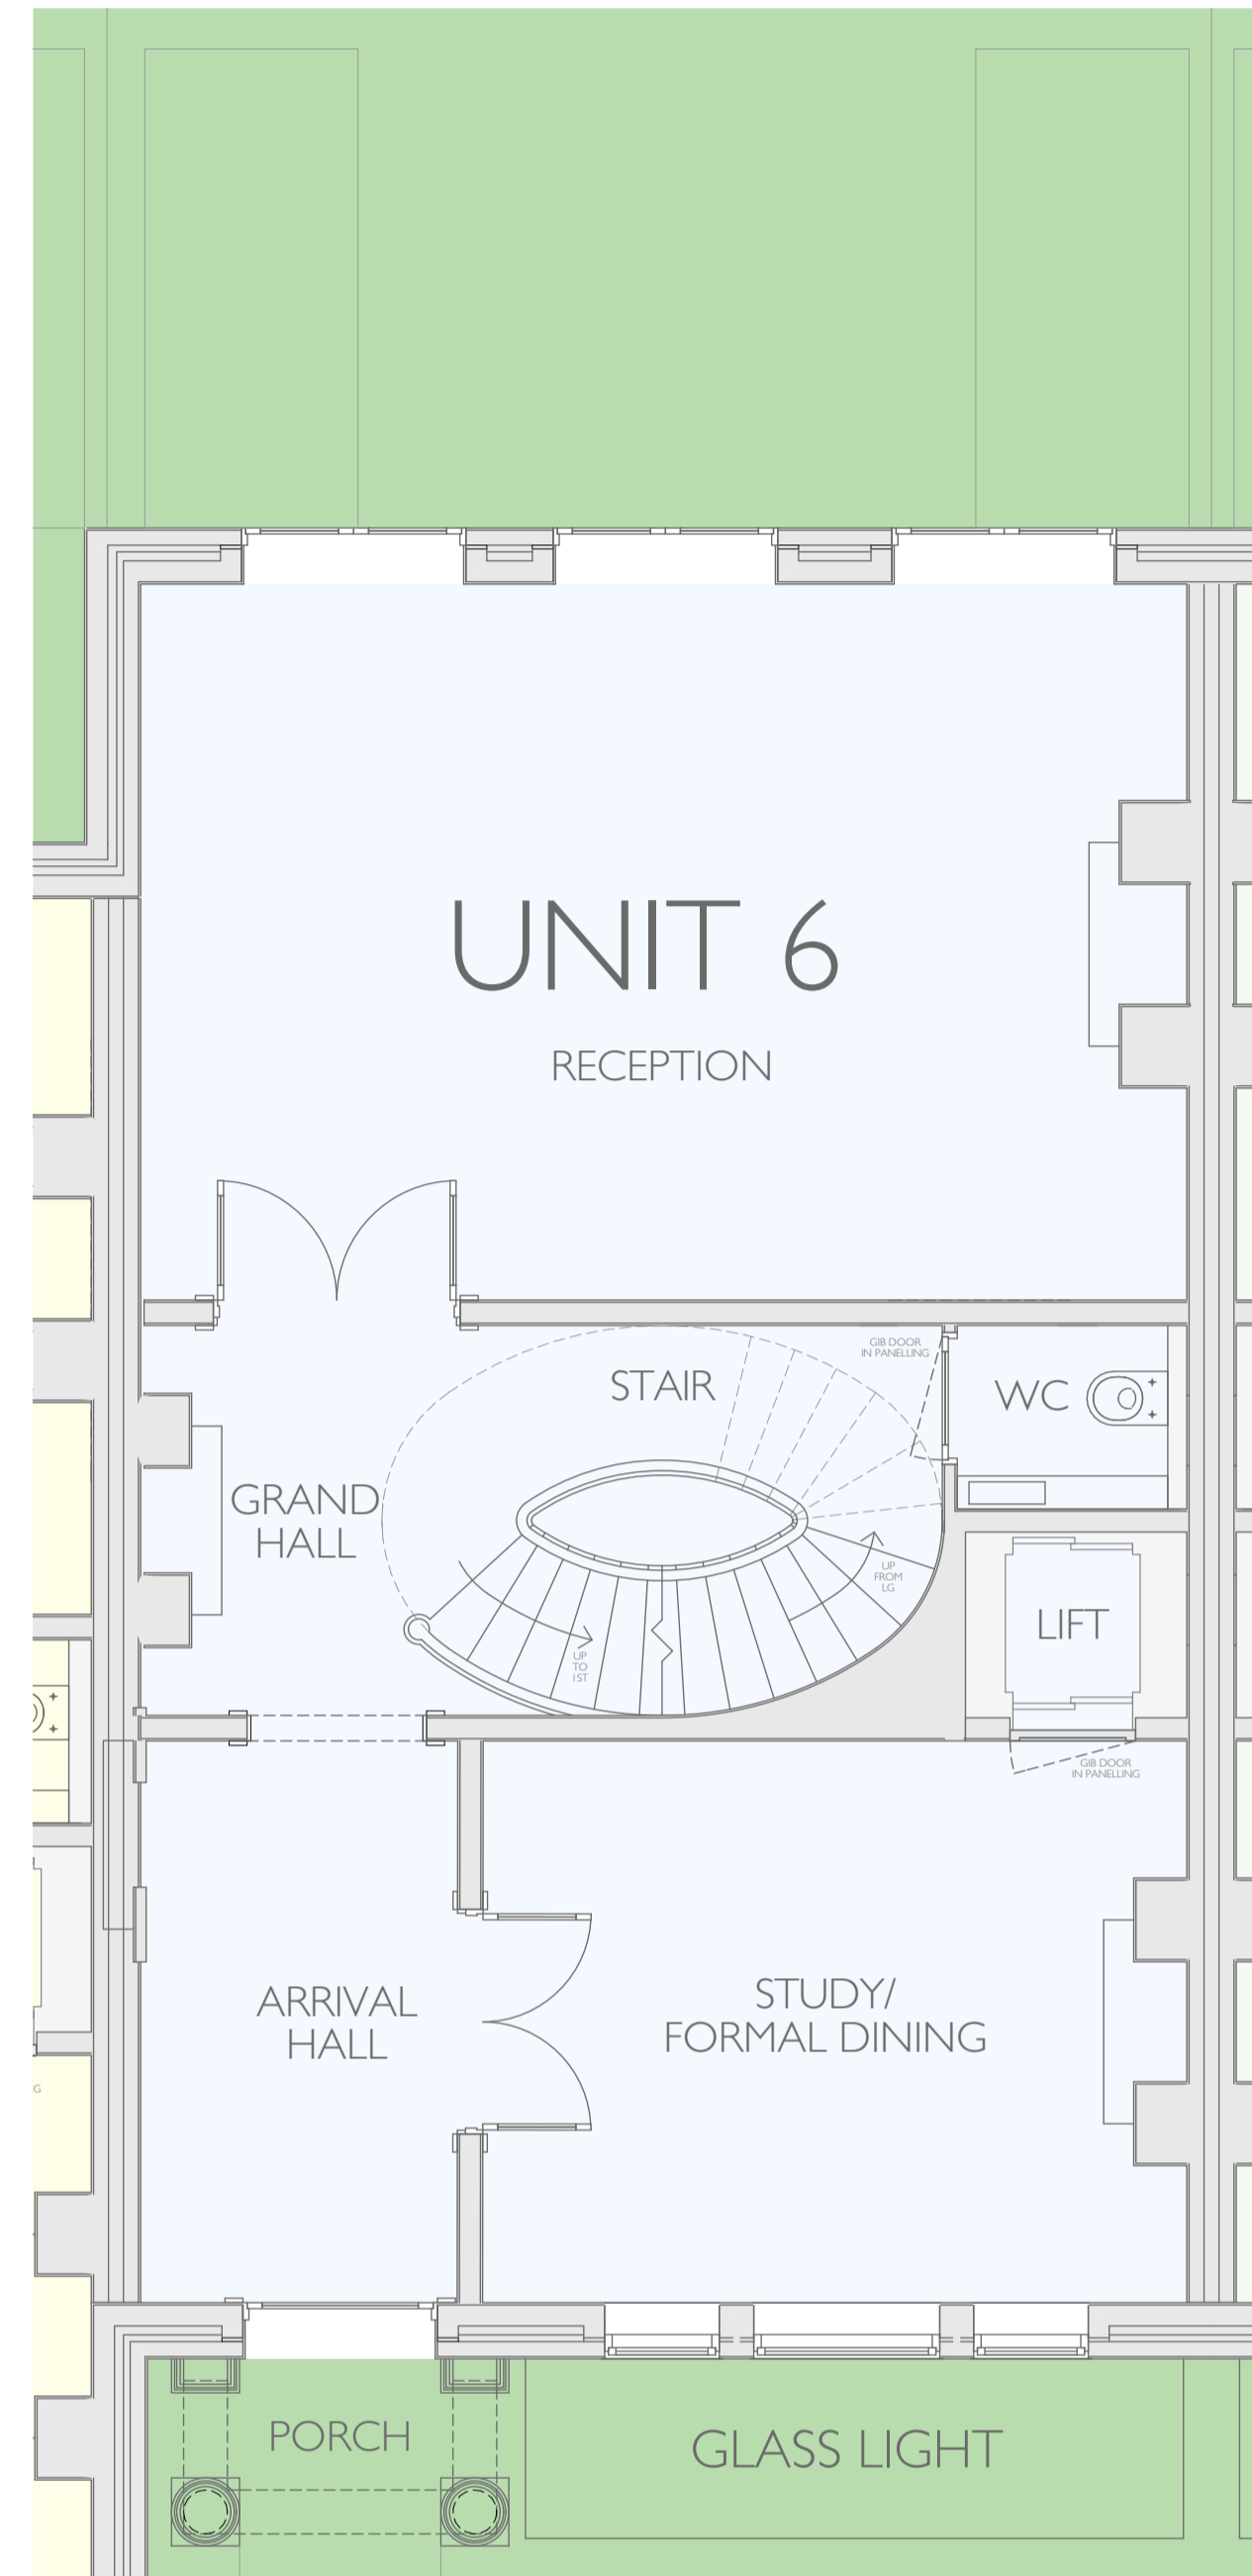 UNIT 6
RECEPTION
GIB DOOR
IN PANELLING
STAIR
WC
GRAND
HALL
UP
FROM
LG
LIFT
UP
TO
1ST
GIB DOOR
IN PANELLING
ARRIVAL
HALL
STUDY/
FORMAL DINING
G
PORCH
GLASS LIGHT